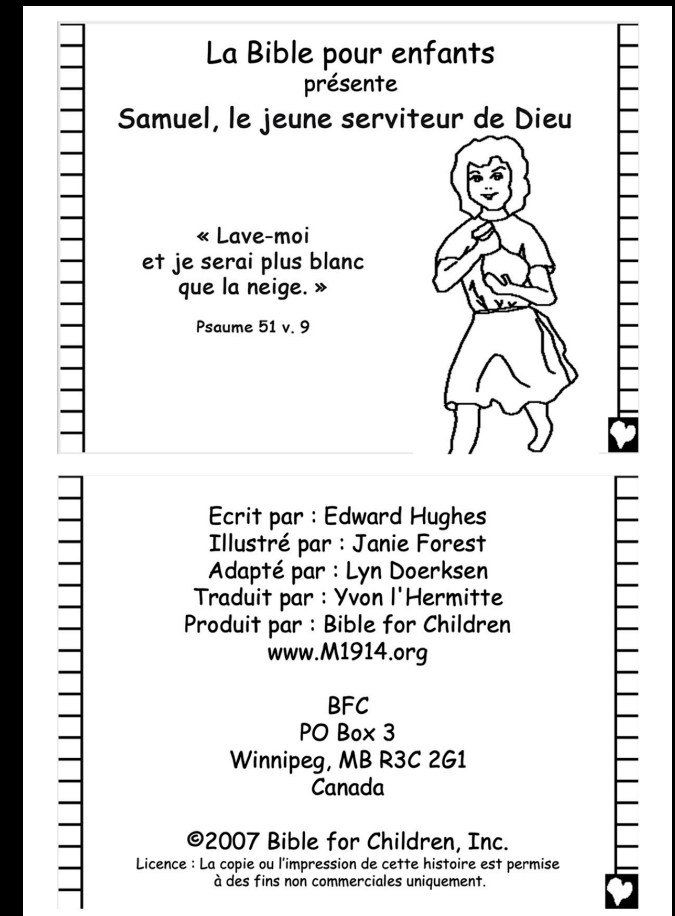 La Bible pour enfants
présente
Samuel, le jeune serviteur de Dieu
« Lave-moi
et je serai plus blanc
que la neige. »
Psaume 51 v. 9
Ecrit par : Edward Hughes
Illustré par : Janie Forest
Adapté par : Lyn Doerksen
Traduit par : Yvon l'Hermitte
Produit par : Bible for Children
www.M1914.org
BFC
PO Box 3
Winnipeg, MB R3C 2G1
Canada
©2007 Bible for Children, Inc.
Licence : La copie ou l’impression de cette histoire est permise
à des fins non commerciales uniquement.